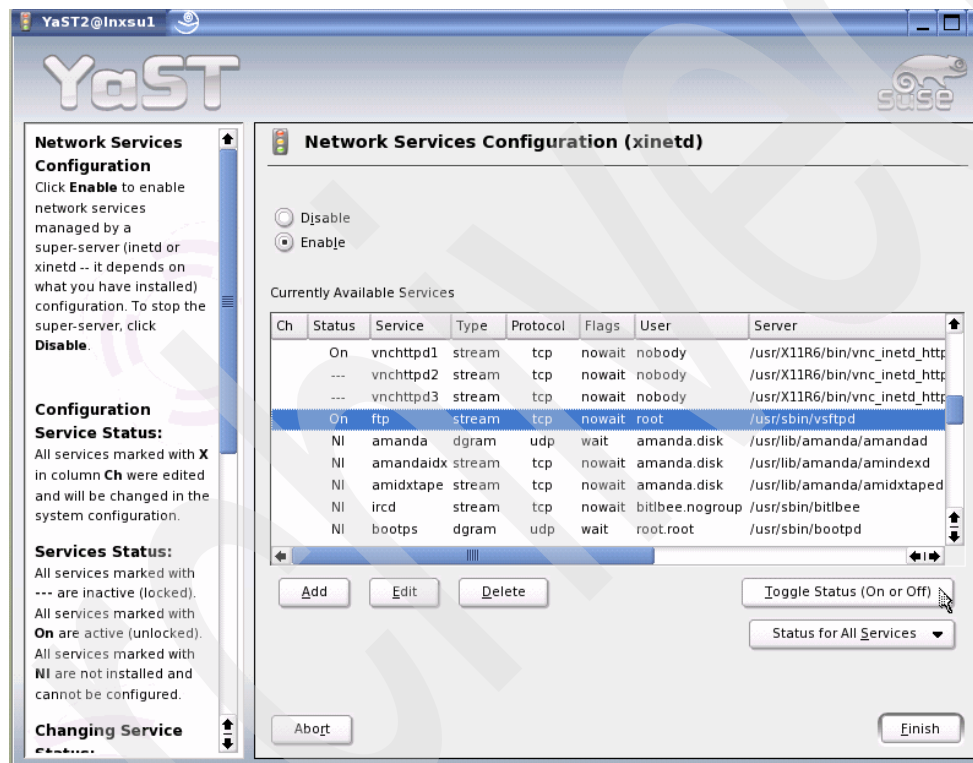 YaST2@lnxsu1
YaST
suse
Network Services
Configuration
Click Enable to enable
network services
managed by a
super-server (inetd or
xinetd -- it depends on
what you have installed)
configuration. To stop the
super-server, click
Disable.
Configuration
Service Status:
All services marked with X
in column Ch were edited
and will be changed in the
system configuration.
Services Status:
All services marked with
--- are inactive (locked).
All services marked with
On are active (unlocked).
All services marked with
NI are not installed and
cannot be configured.
Changing Service
Status:
Network Services Configuration (xinetd)
Disable
Enable
Currently Available Services
Ch Status Service Type Protocol Flags User Server
On vnchttpd1 stream tcp nowait nobody /usr/X11R6/bin/vnc_inetd_http
--- vnchttpd2 stream tcp nowait nobody /usr/X11R6/bin/vnc_inetd_http
--- vnchttpd3 stream tcp nowait nobody /usr/X11R6/bin/vnc_inetd_http
On ftp stream tcp nowait root /usr/sbin/vsftpd
NI amanda dgram udp wait amanda.disk /usr/lib/amanda/amandad
NI amandaidx stream tcp nowait amanda.disk /usr/lib/amanda/amindexd
NI amidxtape stream tcp nowait amanda.disk /usr/lib/amanda/amidxtaped
NI ircd stream tcp nowait bitlbee.nogroup /usr/sbin/bitlbee
NI bootps dgram udp wait root.root /usr/sbin/bootpd
Add Edit Delete Toggle Status (On or Off)
Status for All Services
Abort Finish